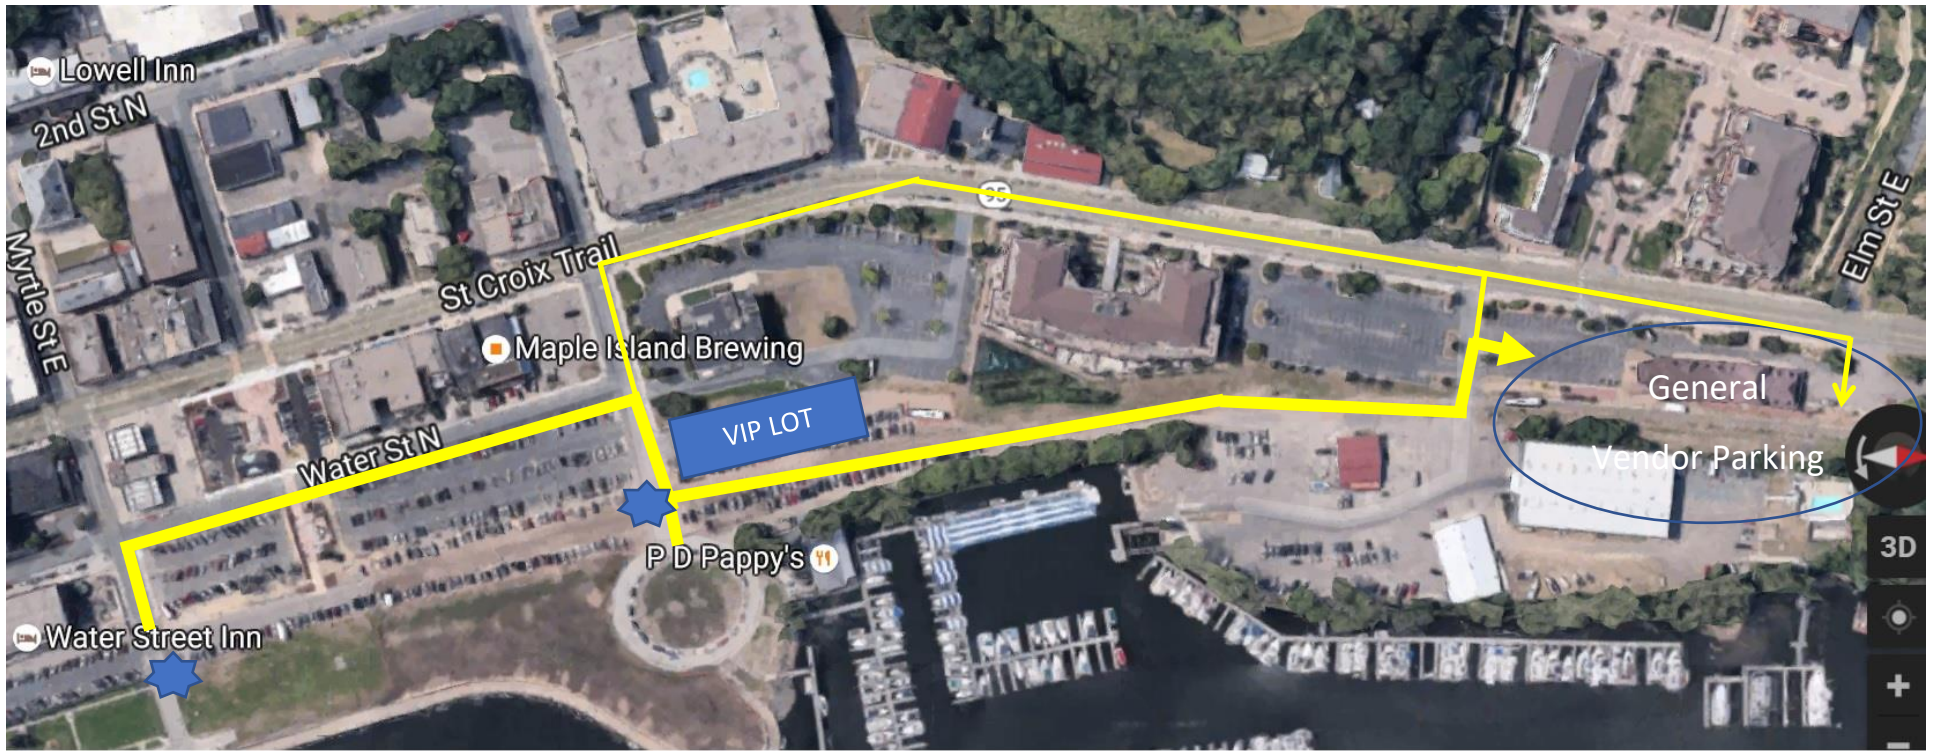 Lowell Inn
2nd St N
Myrtle St E
St Croix Trail
95
Elm St E
Maple Island Brewing
General
Vendor Parking
VIP LOT
Water St N
P D Pappy's
3D
Water Street Inn
+
−